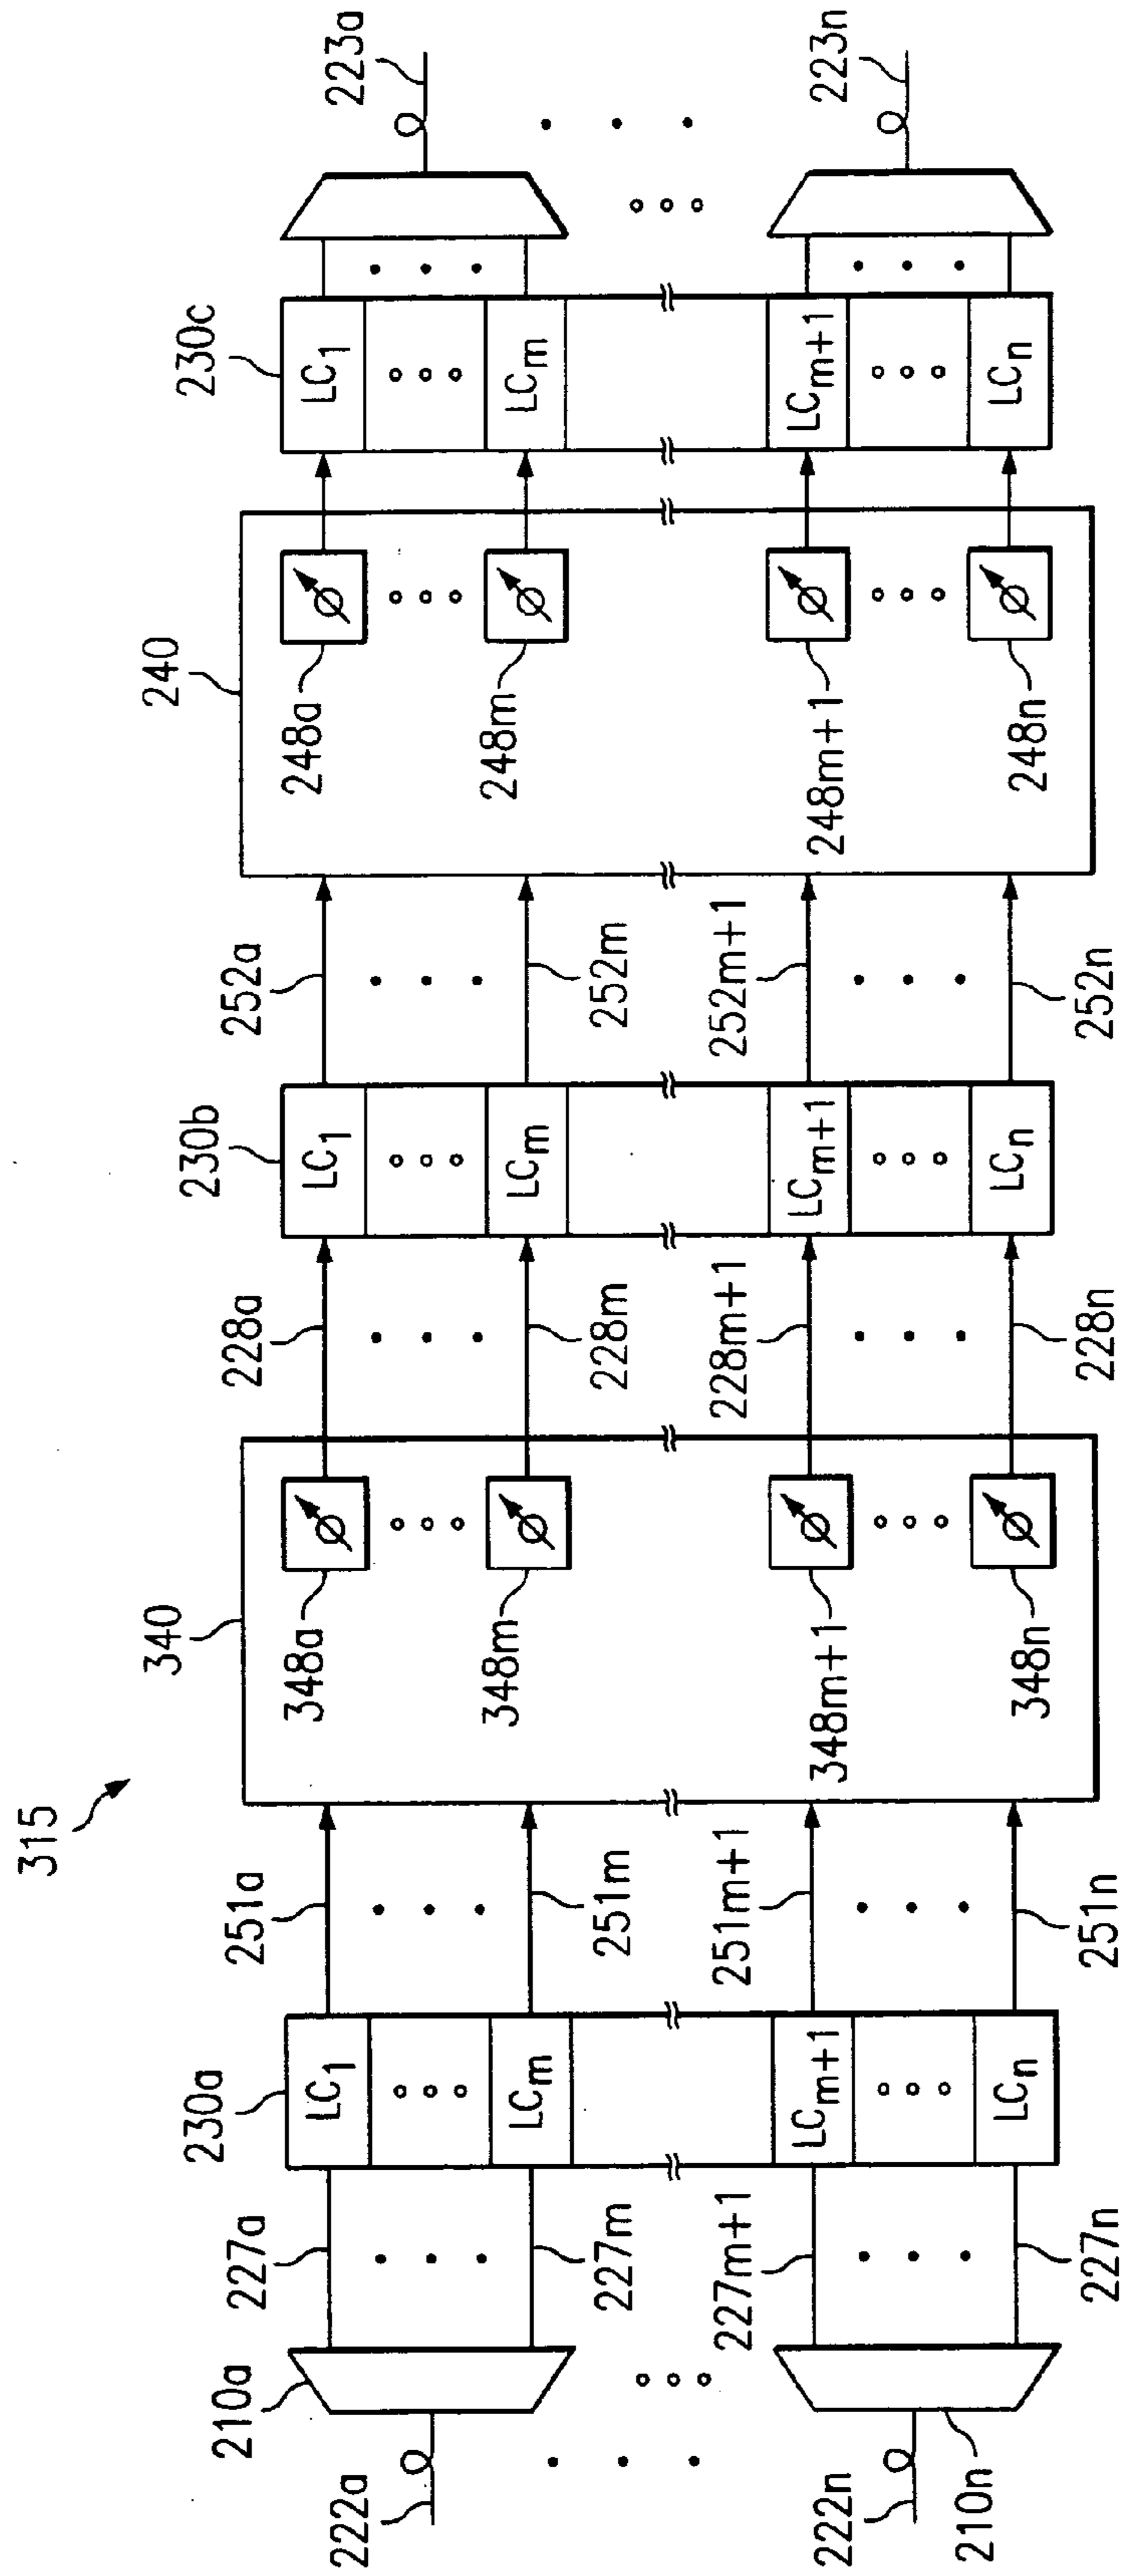 315
222a
210a
227a
230a
LC1
LCm
LCm+1
LCn
227m
227m+1
227n
222n
210n
251a
251m
251m+1
251n
340
348a
348m
348m+1
348n
Φ
Φ
Φ
Φ
228a
228m
228m+1
228n
230b
LC1
LCm
LCm+1
LCn
252a
252m
252m+1
252n
240
248a
248m
248m+1
248n
Φ
Φ
Φ
Φ
230c
LC1
LCm
LCm+1
LCn
223a
223n